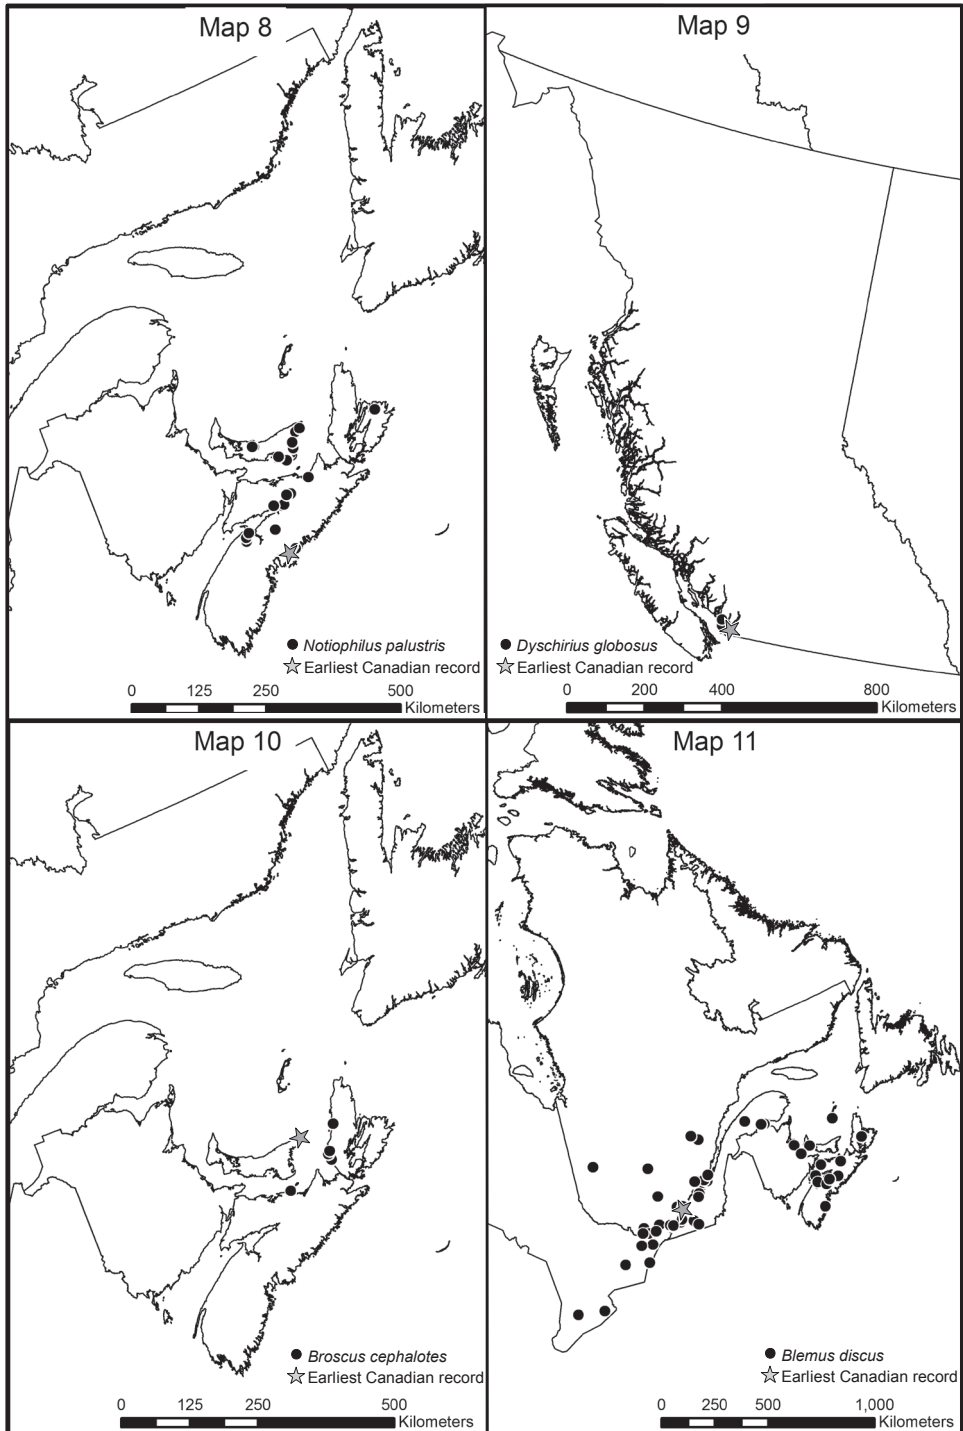 Map 8
Notiophilus palustris
Earliest Canadian record
0 125 250 500
Kilometers
Map 9
Dyschirius globosus
Earliest Canadian record
0 200 400 800
Kilometers
Map 10
Broscus cephalotes
Earliest Canadian record
0 125 250 500
Kilometers
Map 11
Blemus discus
Earliest Canadian record
0 250 500 1,000
Kilometers